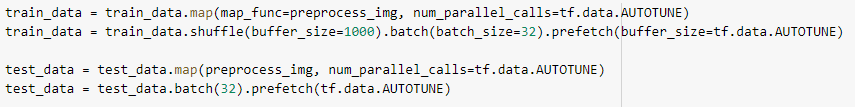 train_data = train_data.map(map_func=preprocess_img, num_parallel_calls=tf.data.AUTOTUNE)
train_data = train_data.shuffle(buffer_size=1000).batch(batch_size=32).prefetch(buffer_size=tf.data.AUTOTUNE)
test_data = test_data.map(preprocess_img, num_parallel_calls=tf.data.AUTOTUNE)
test_data = test_data.batch(32).prefetch(tf.data.AUTOTUNE)